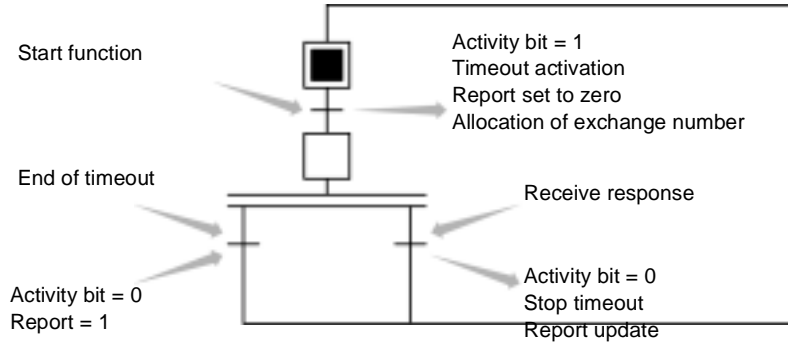 Start function
Activity bit = 1
Timeout activation
Report set to zero
Allocation of exchange number
End of timeout
Receive response
Activity bit = 0
Report = 1
Activity bit = 0
Stop timeout
Report update